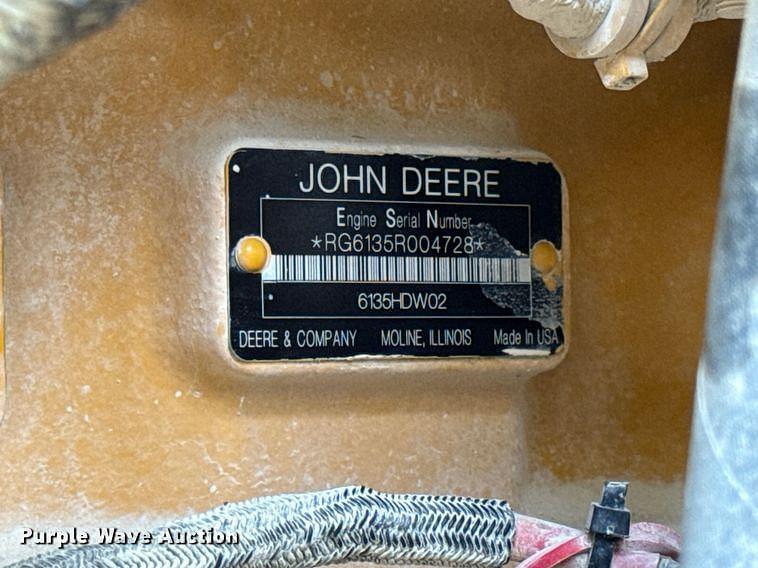 JOHN DEERE
Engine Serial Number
*RG6135R004728*
6135HDW02
DEERE & COMPANY MOLINE, ILLINOIS Made In USA
Purple Wave Auction